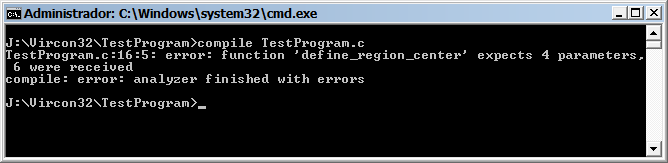 Administrador: C:\Windows\system32\cmd.exe
J:\Vircon32\TestProgram>compile TestProgram.c
TestProgram.c:16:5: error: function 'define_region_center' expects 4 parameters,
 6 were received
compile: error: analyzer finished with errors
J:\Vircon32\TestProgram>_